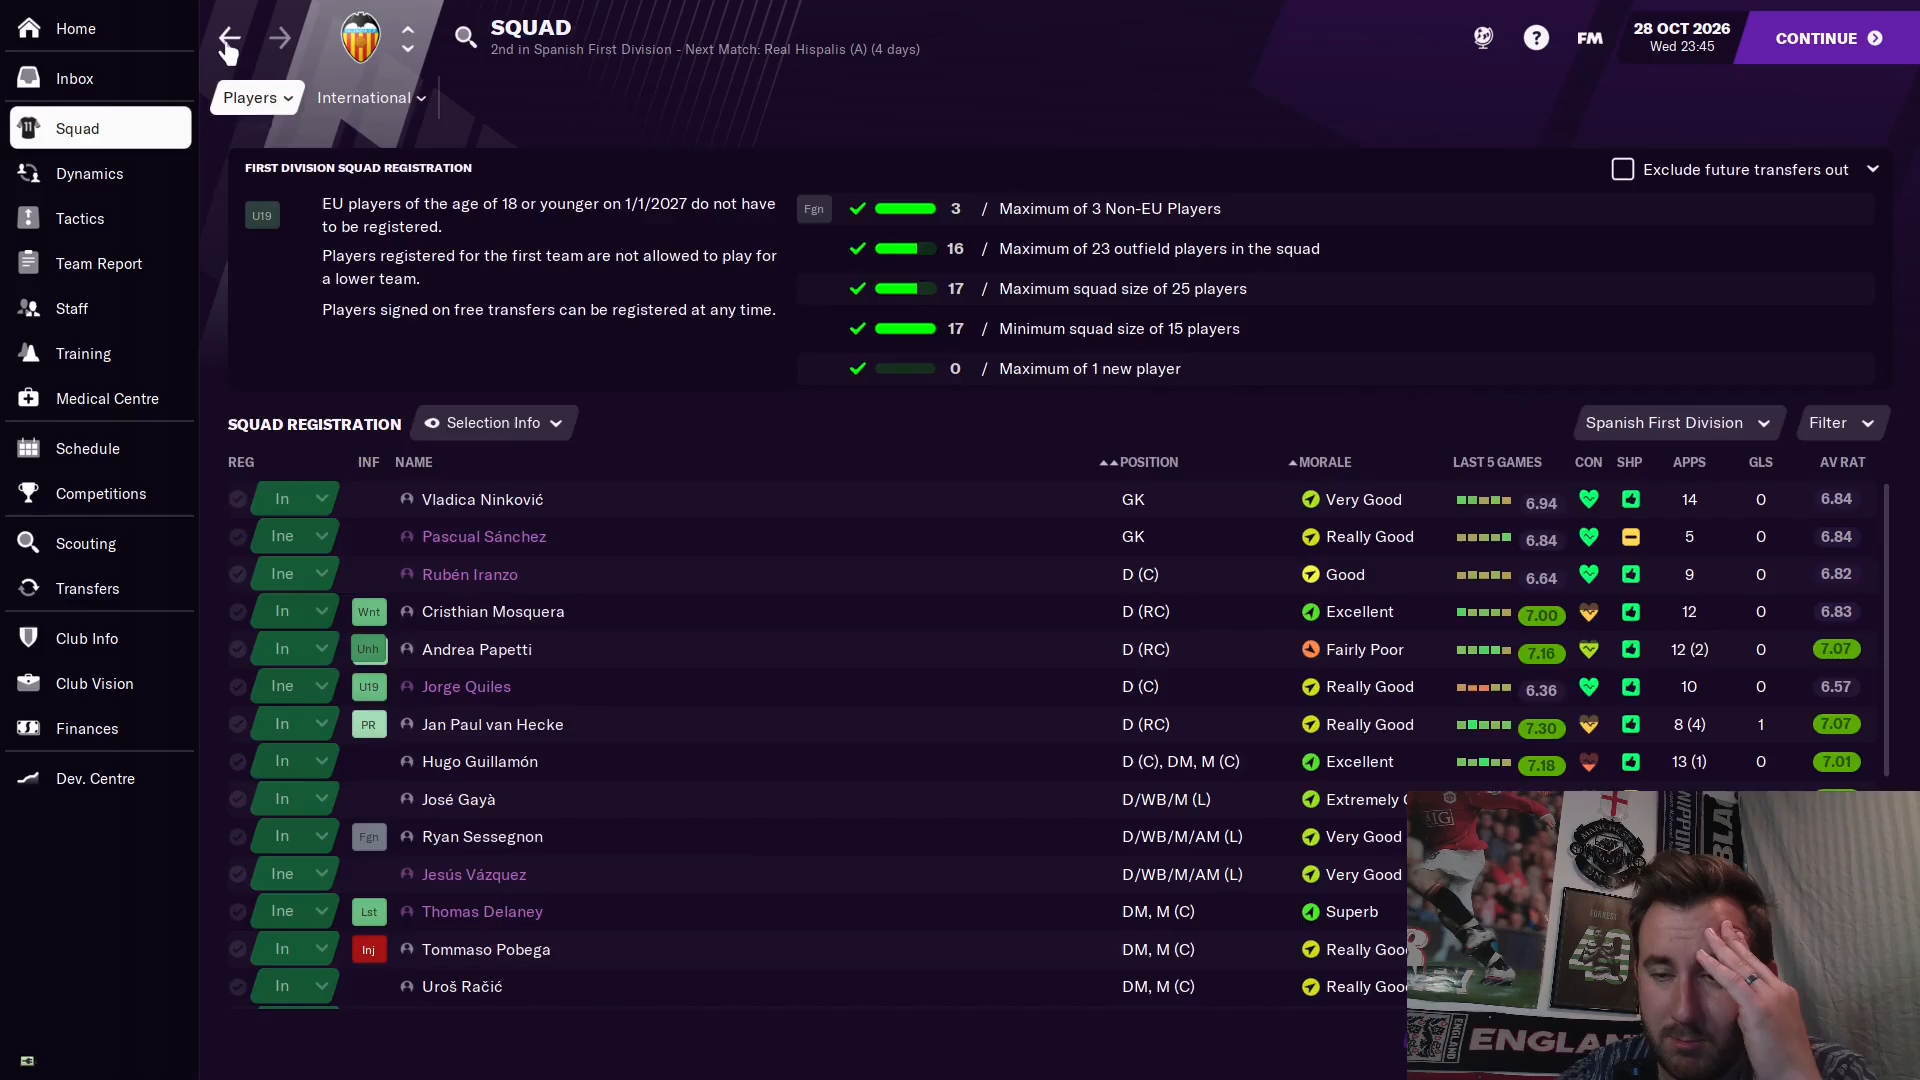 Home
Inbox
Squad
Dynamics
Tactics
Team Report
Staff
Training
Medical Centre
Schedule
Competitions
Scouting
Transfers
Club Info
Club Vision
Finances
Dev. Centre
SQUAD
2nd in Spanish First Division - Next Match: Real Hispalis (A) (4 days)
FM
28 OCT 2026
Wed 23:45
CONTINUE
Players
International
FIRST DIVISION SQUAD REGISTRATION
Exclude future transfers out
U19
EU players of the age of 18 or younger on 1/1/2027 do not have
to be registered.
Players registered for the first team are not allowed to play for
a lower team.
Players signed on free transfers can be registered at any time.
Fgn 3 / Maximum of 3 Non-EU Players
16 / Maximum of 23 outfield players in the squad
17 / Maximum squad size of 25 players
17 / Minimum squad size of 15 players
0 / Maximum of 1 new player
SQUAD REGISTRATION
Selection Info
Spanish First Division
Filter
REG INF NAME POSITION MORALE LAST 5 GAMES CON SHP APPS GLS AV RAT
In Vladica Ninković GK Very Good 6.94 14 0 6.84
Ine Pascual Sánchez GK Really Good 6.84 5 0 6.84
Ine Rubén Iranzo D (C) Good 6.64 9 0 6.82
In Wnt Cristhian Mosquera D (RC) Excellent 7.00 12 0 6.83
In Unh Andrea Papetti D (RC) Fairly Poor 7.16 12 (2) 0 7.07
Ine U19 Jorge Quiles D (C) Really Good 6.36 10 0 6.57
In PR Jan Paul van Hecke D (RC) Really Good 7.30 8 (4) 1 7.07
In Hugo Guillamón D (C), DM, M (C) Excellent 7.18 13 (1) 0 7.01
In José Gayà D/WB/M (L) Extremely
In Fgn Ryan Sessegnon D/WB/M/AM (L) Very Good
Ine Jesús Vázquez D/WB/M/AM (L) Very Good
Ine Lst Thomas Delaney DM, M (C) Superb
In Inj Tommaso Pobega DM, M (C) Really Goo
In Uroš Račić DM, M (C) Really Goo
AIG
MANCHESTER
NIPPON
BLA
FORREST
49
ENGLAND
ENGLA